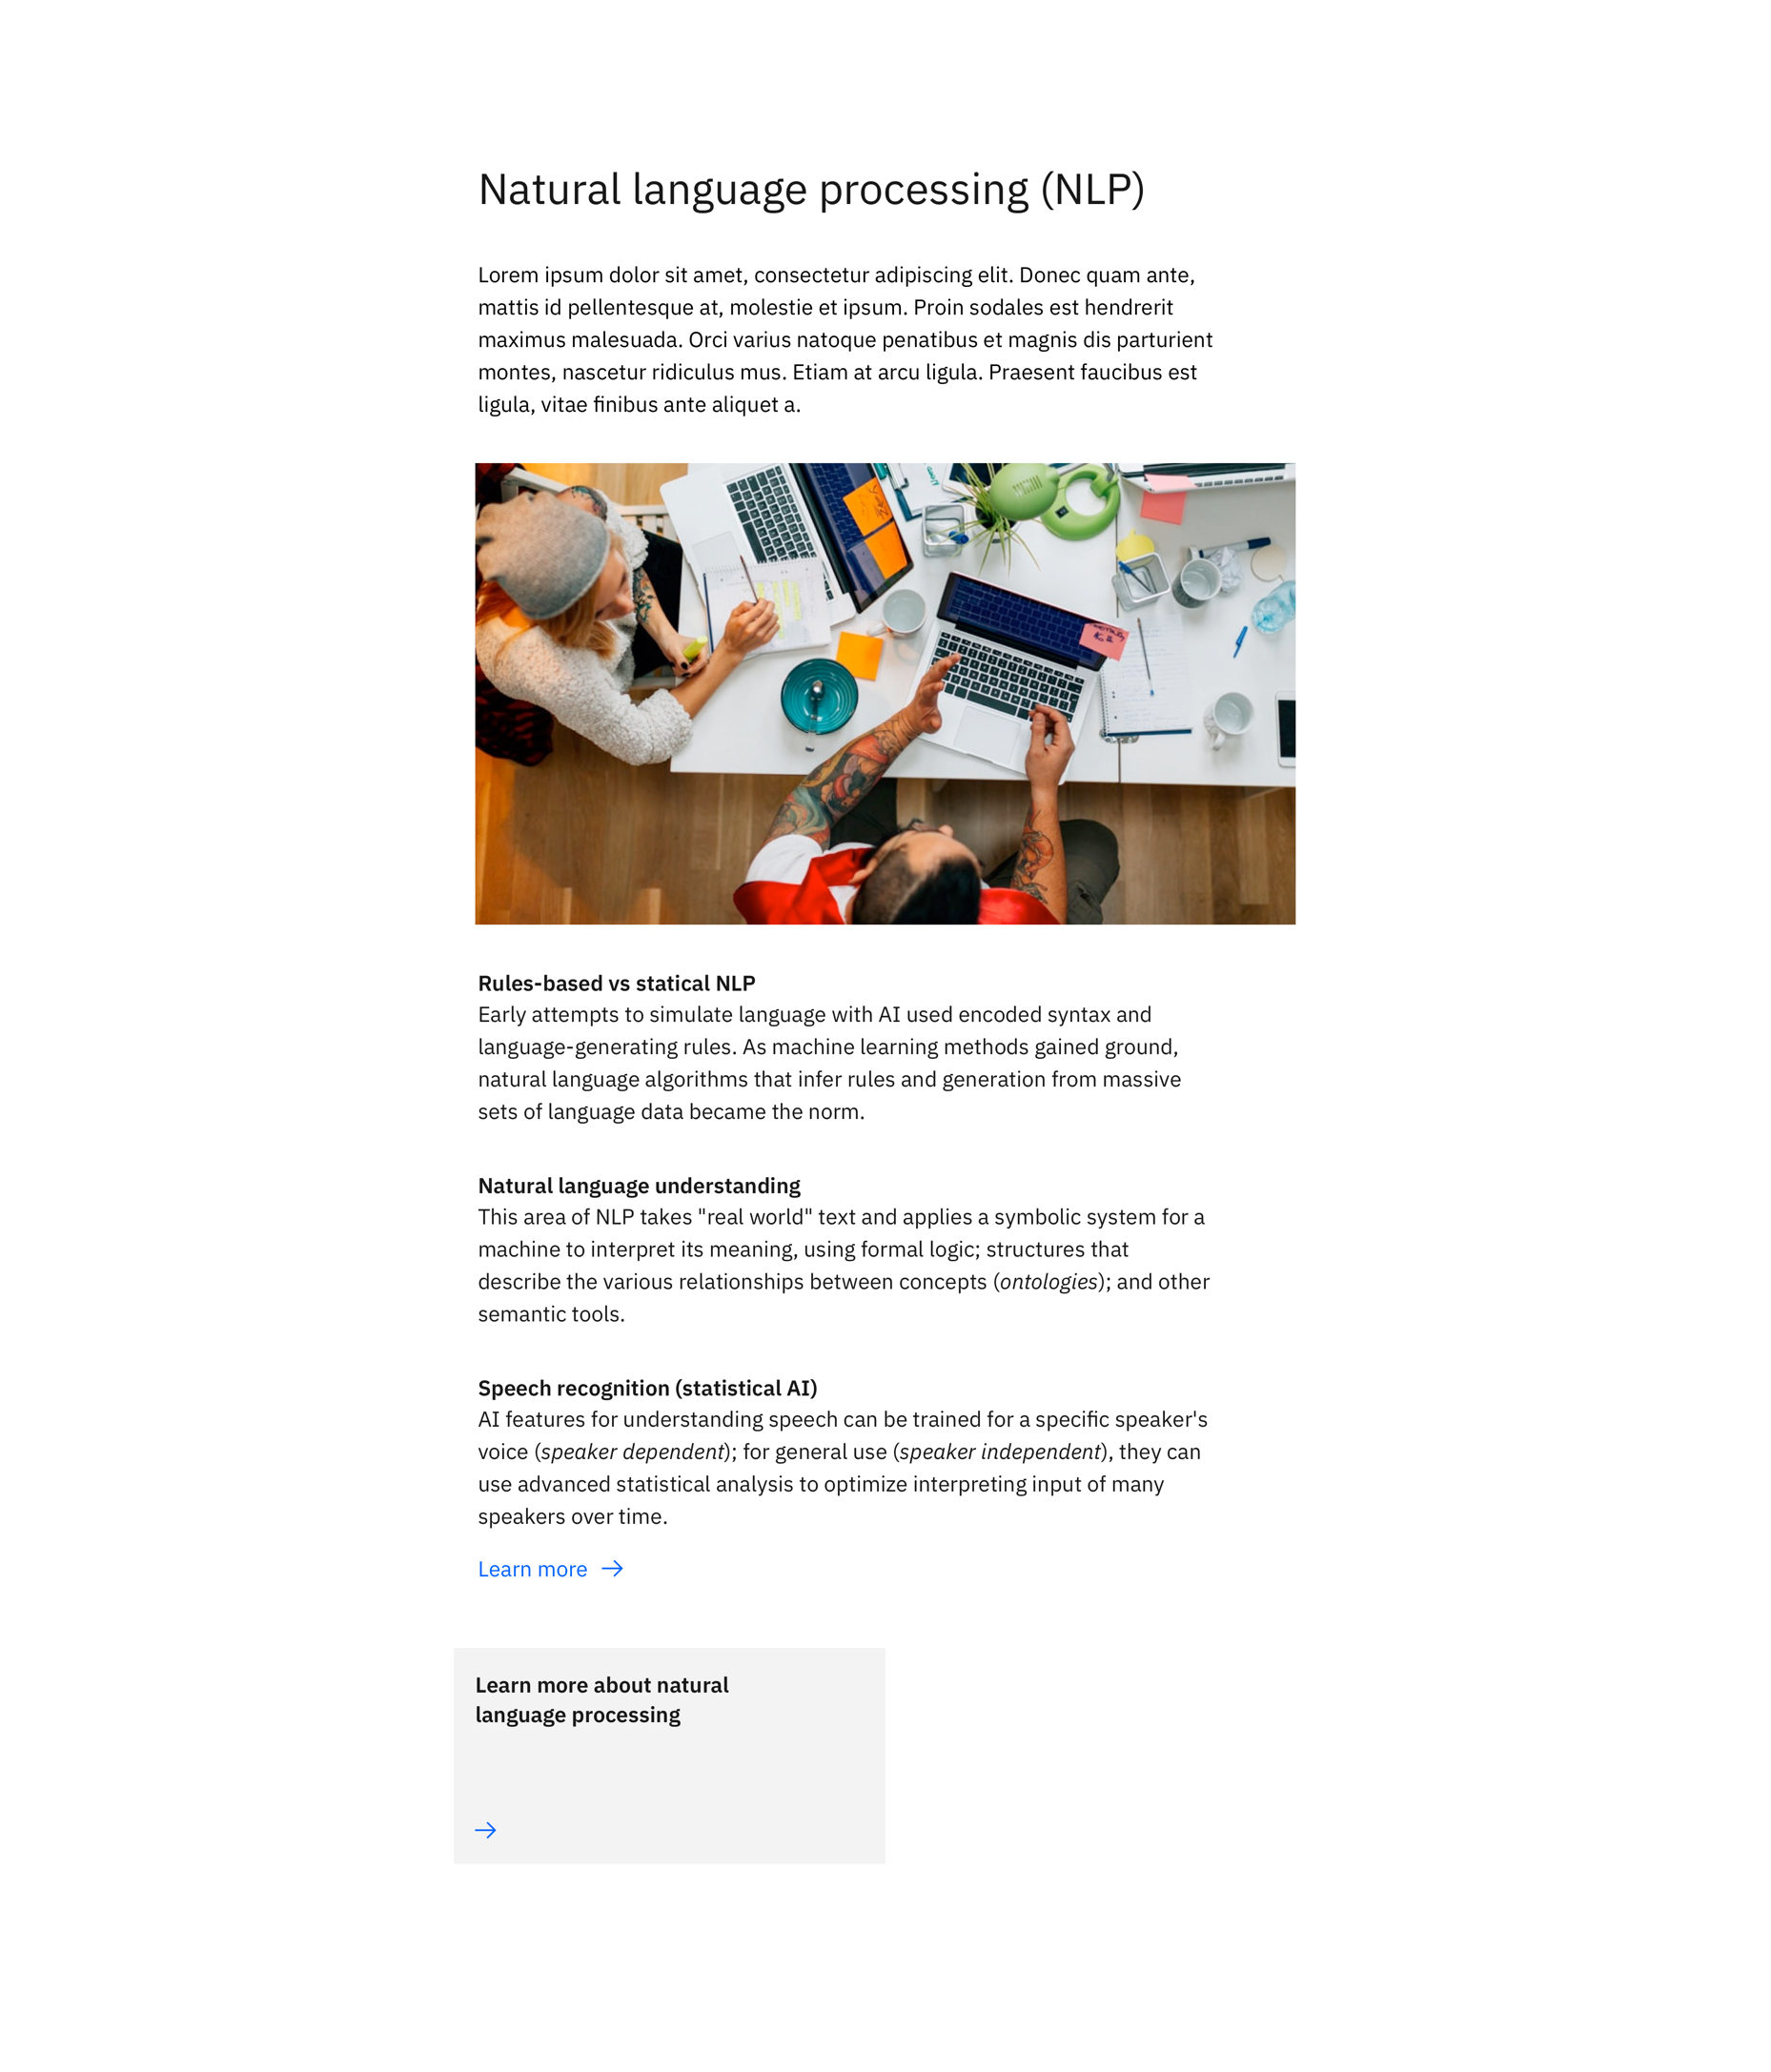 Natural language processing (NLP)
Lorem ipsum dolor sit amet, consectetur adipiscing elit. Donec quam ante,
mattis id pellentesque at, molestie et ipsum. Proin sodales est hendrerit
maximus malesuada. Orci varius natoque penatibus et magnis dis parturient
montes, nascetur ridiculus mus. Etiam at arcu ligula. Praesent faucibus est
ligula, vitae finibus ante aliquet a.
Rules-based vs statical NLP
Early attempts to simulate language with AI used encoded syntax and
language-generating rules. As machine learning methods gained ground,
natural language algorithms that infer rules and generation from massive
sets of language data became the norm.
Natural language understanding
This area of NLP takes "real world" text and applies a symbolic system for a
machine to interpret its meaning, using formal logic; structures that
describe the various relationships between concepts (ontologies); and other
semantic tools.
Speech recognition (statistical AI)
AI features for understanding speech can be trained for a specific speaker's
voice (speaker dependent); for general use (speaker independent), they can
use advanced statistical analysis to optimize interpreting input of many
speakers over time.
Learn more
Learn more about natural
language processing